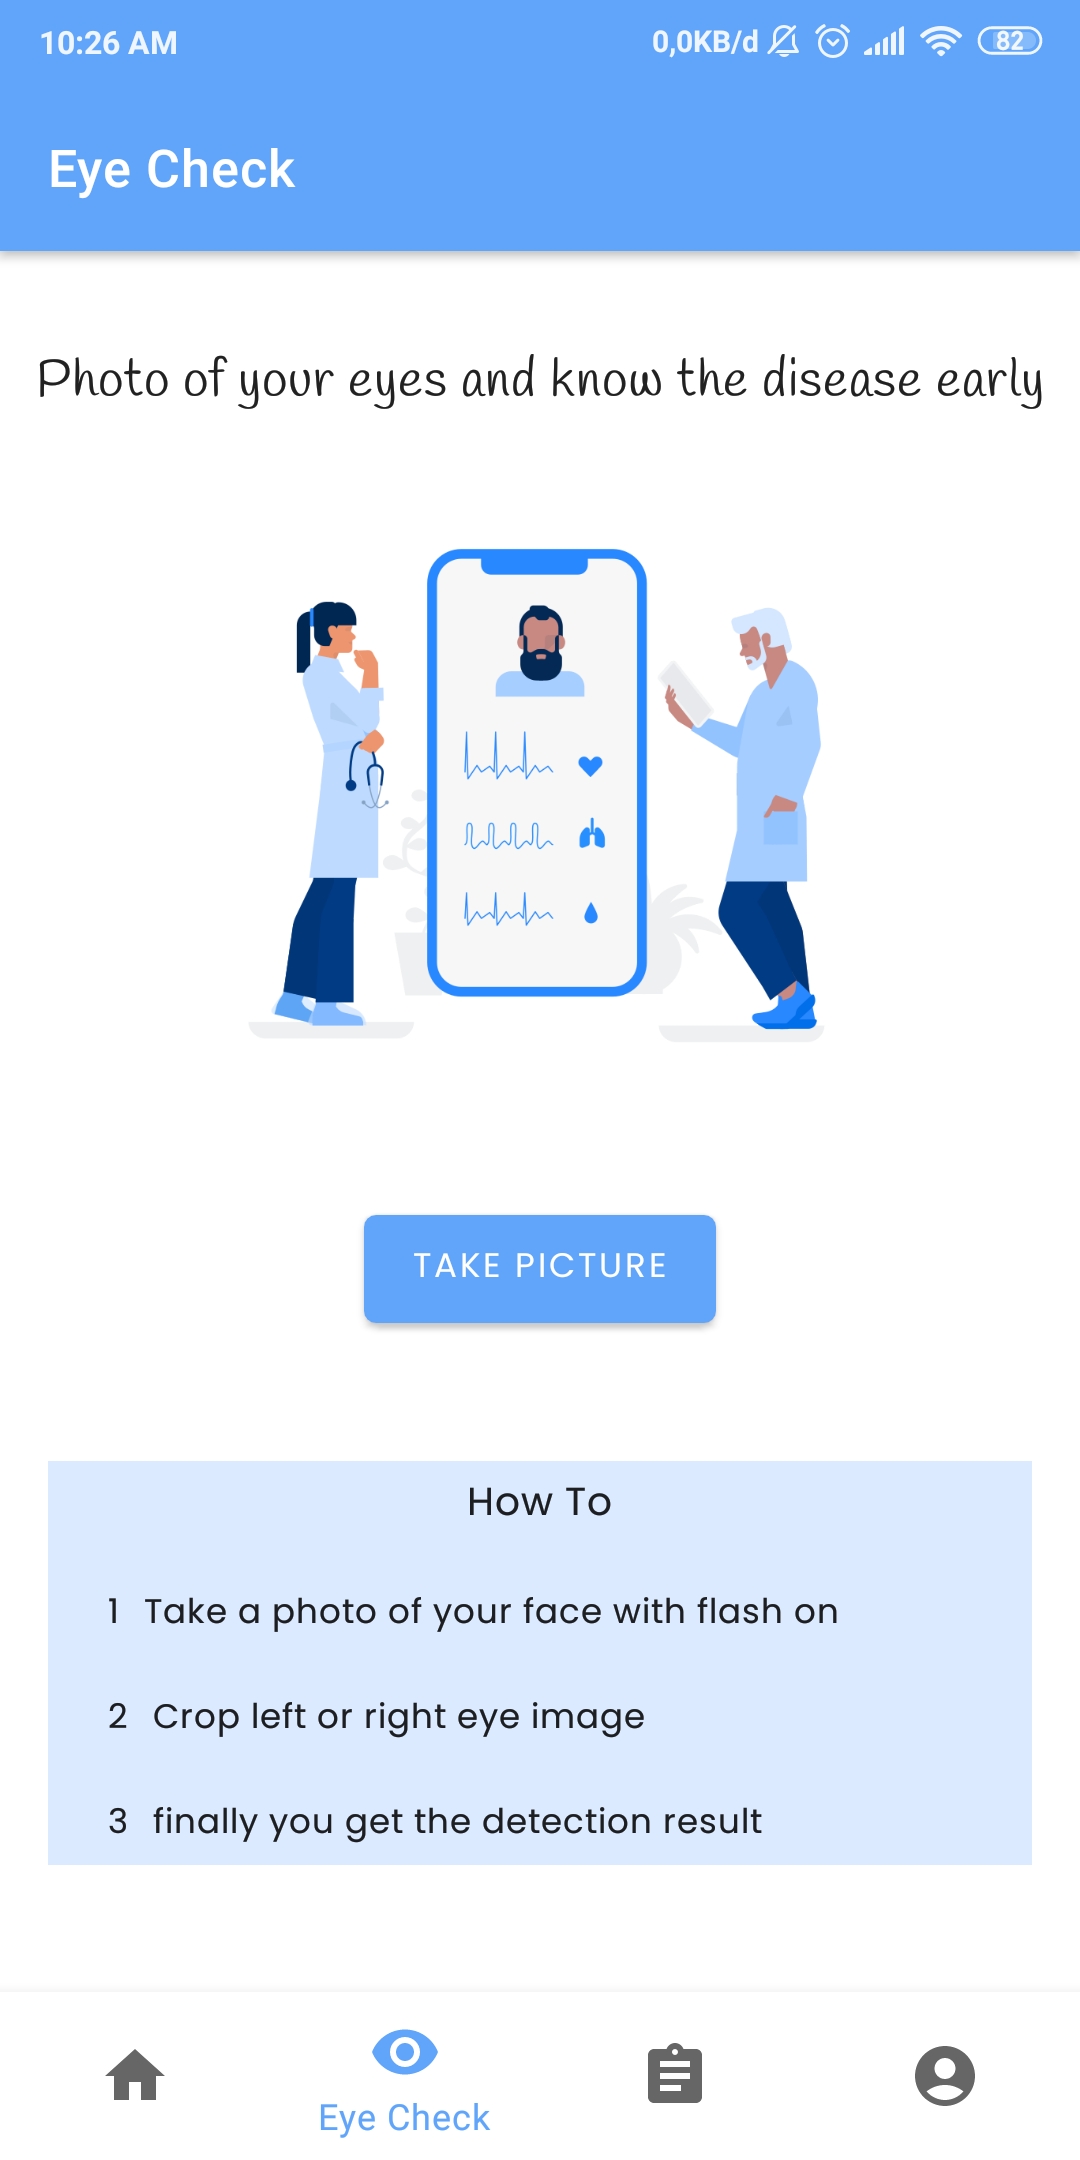 10:26 AM 0,0KB/d 82
Eye Check
Photo of your eyes and know the disease early
TAKE PICTURE
How To
1 Take a photo of your face with flash on
2 Crop left or right eye image
3 finally you get the detection result
Eye Check